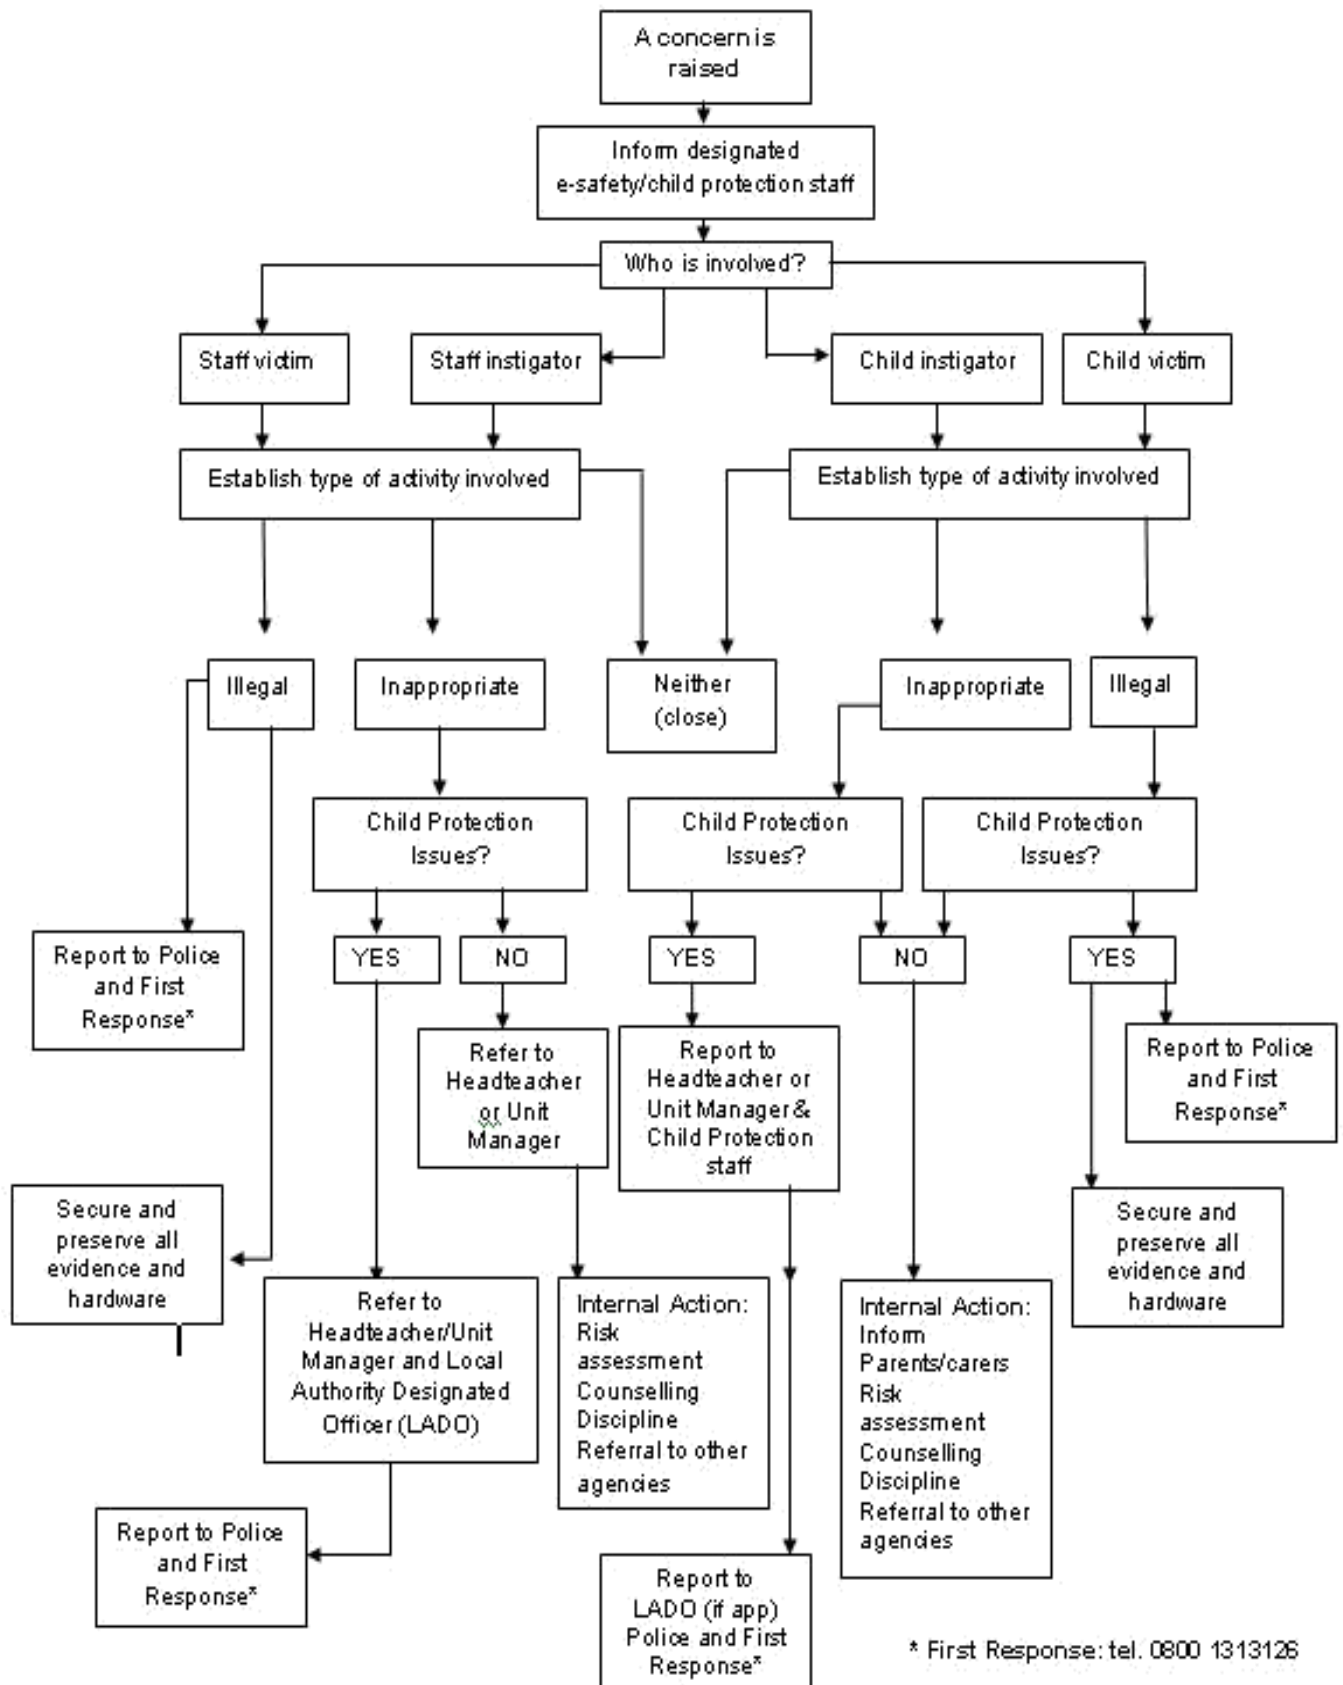 A concern is
raised
Inform designated
e-safety/child protection staff
Who is involved?
Staff victim
Staff instigator
Child instigator
Child victim
Establish type of activity involved
Establish type of activity involved
Illegal
Inappropriate
Neither
(close)
Inappropriate
Illegal
Child Protection
Issues?
Child Protection
Issues?
Child Protection
Issues?
YES
NO
YES
NO
YES
Report to Police
and First
Response*
Refer to
Headteacher
or Unit
Manager
Report to
Headteacher or
Unit Manager &
Child Protection
staff
Report to Police
and First
Response*
Secure and
preserve all
evidence and
hardware
Refer to
Headteacher/Unit
Manager and Local
Authority Designated
Officer (LADO)
Internal Action:
Risk
assessment
Counselling
Discipline
Referral to other
agencies
Internal Action:
Inform
Parents/carers
Risk
assessment
Counselling
Discipline
Referral to other
agencies
Secure and
preserve all
evidence and
hardware
Report to Police
and First
Response*
Report to
LADO (if app)
Police and First
Response*
* First Response: tel. 0800 1313126